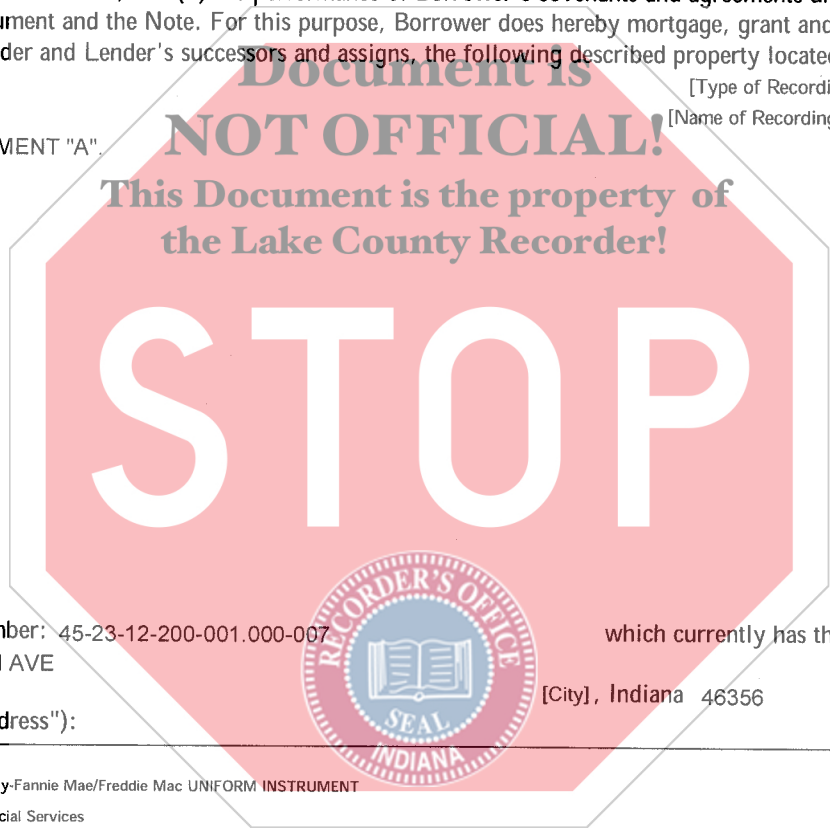 ument and the Note. For this purpose, Borrower does hereby mortgage, grant and
der and Lender's successors and assigns, the following described property located
Document is
[Type of Recordi
NOT OFFICIAL!
[Name of Recording
MENT "A".
This Document is the property of
the Lake County Recorder!
STOP
RECORDER'S OFFICE
SEAL
INDIANA
mber: 45-23-12-200-001.000-007
which currently has th
AVE
[City], Indiana 46356
dress"):
y-Fannie Mae/Freddie Mac UNIFORM INSTRUMENT
cial Services